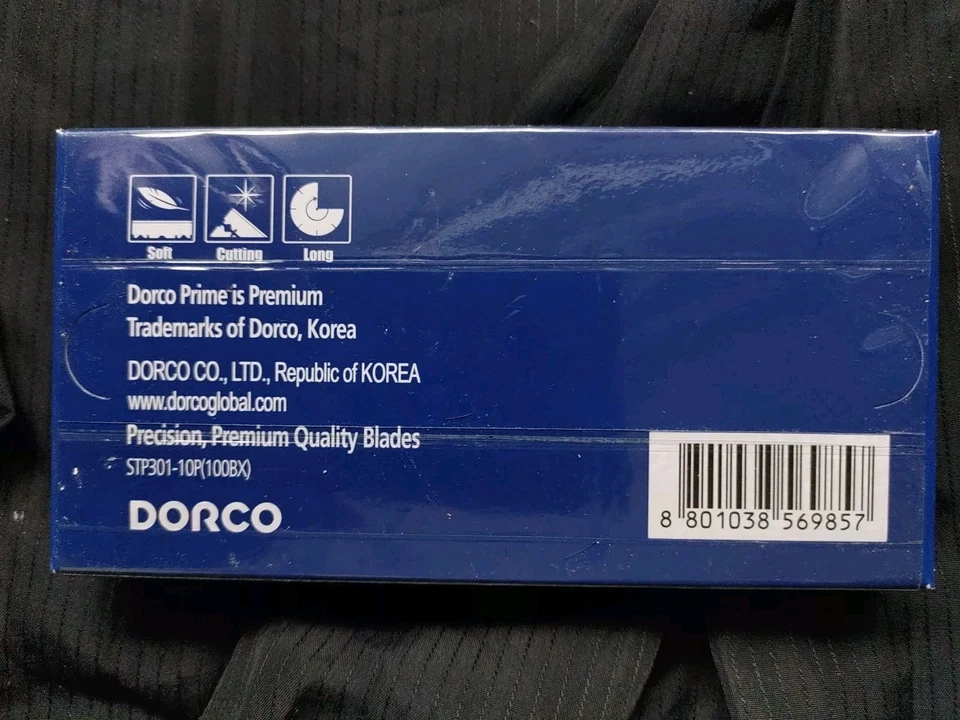 Soft Cutting Long
Dorco Prime is Premium
Trademarks of Dorco, Korea
DORCO CO., LTD., Republic of KOREA
www.dorcoglobal.com
Precision, Premium Quality Blades
STP301-10P(100BX)
DORCO
8 801038 569857